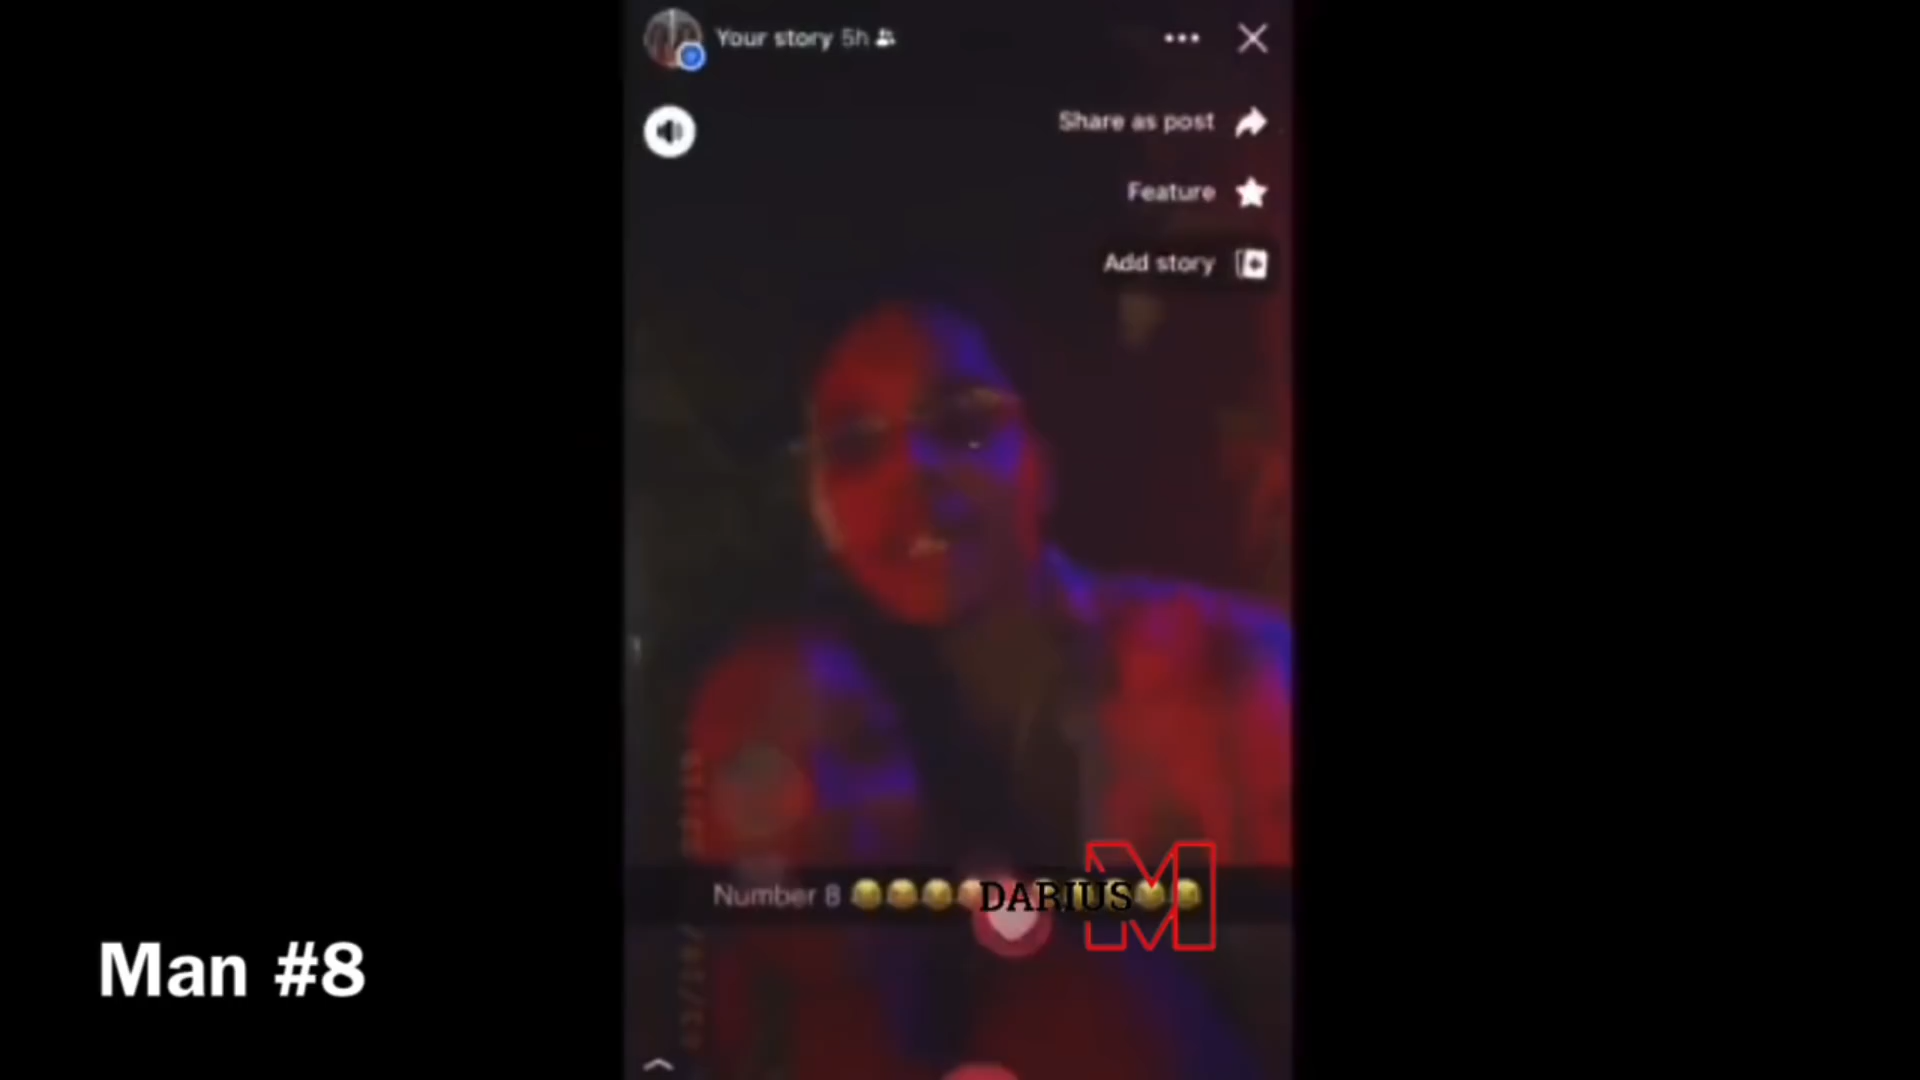 Your story 5h
Share as post
Feature
Add story
Number 8
DARIUS
M
Man #8